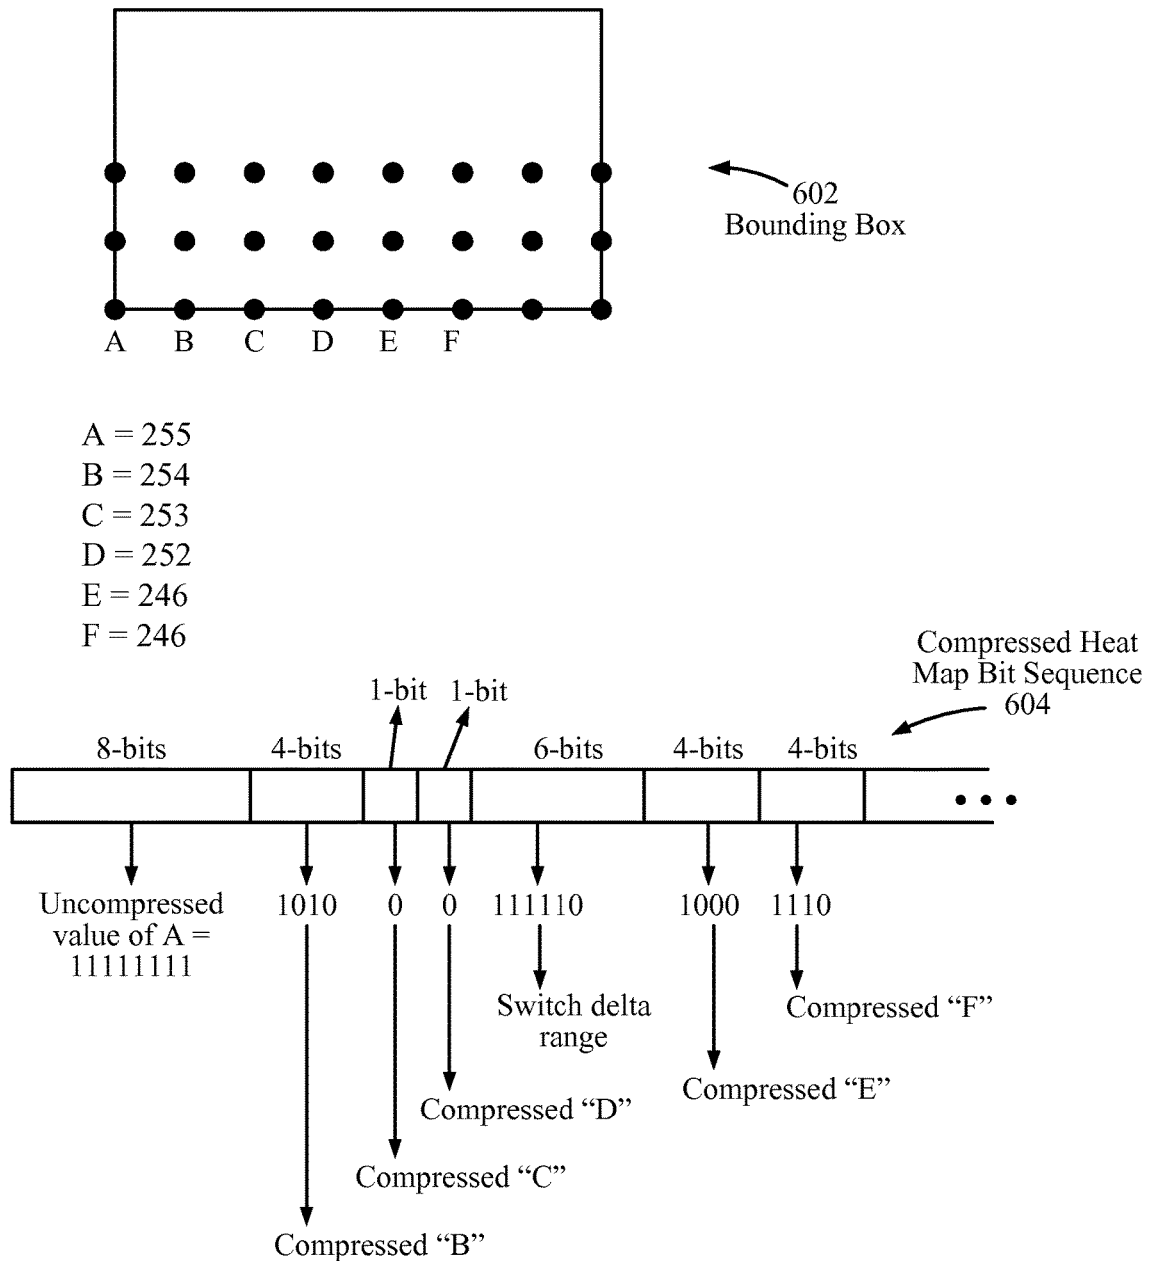 602
Bounding Box
A B C D E F
A = 255
B = 254
C = 253
D = 252
E = 246
F = 246
Compressed Heat
Map Bit Sequence
604
1-bit 1-bit
8-bits 4-bits 6-bits 4-bits 4-bits
Uncompressed
value of A =
11111111
1010 0 0 111110 1000 1110
Switch delta
range
Compressed “F”
Compressed “E”
Compressed “D”
Compressed “C”
Compressed “B”